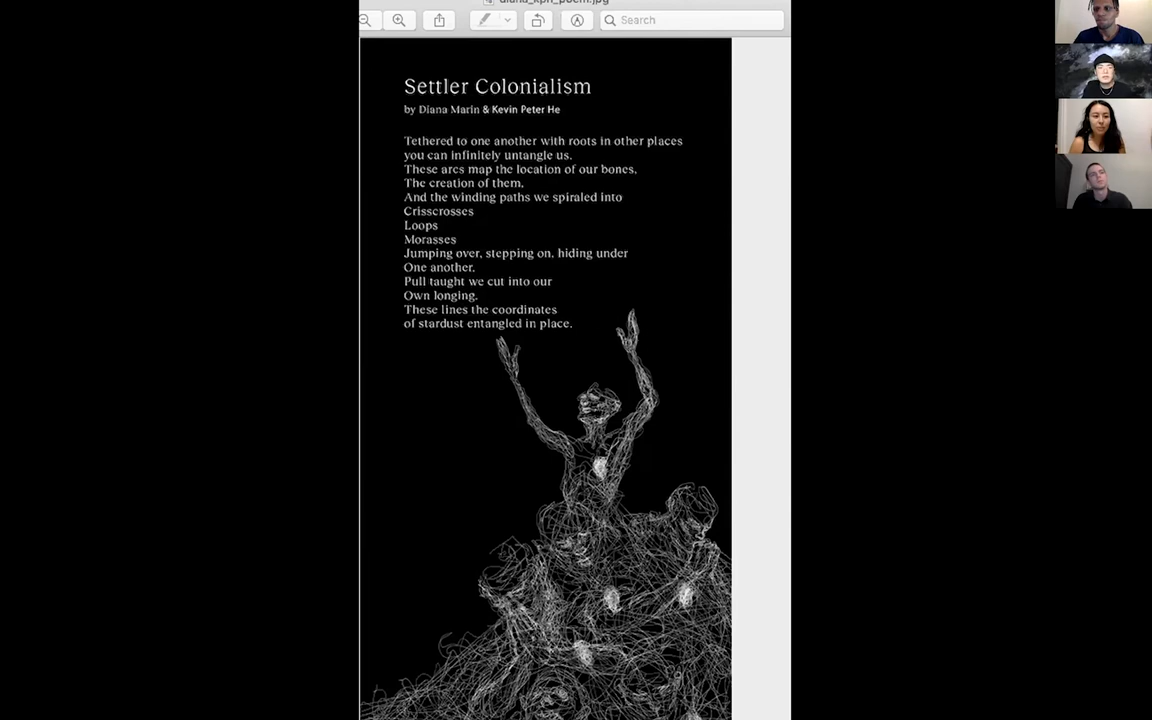 diana_kph_poem.jpg
Search
Settler Colonialism
by Diana Marin & Kevin Peter He
Tethered to one another with roots in other places
you can infinitely untangle us.
These arcs map the location of our bones.
The creation of them.
And the winding paths we spiraled into
Crisscrosses
Loops
Morasses
Jumping over, stepping on, hiding under
One another.
Pull taught we cut into our
Own longing.
These lines the coordinates
of stardust entangled in place.